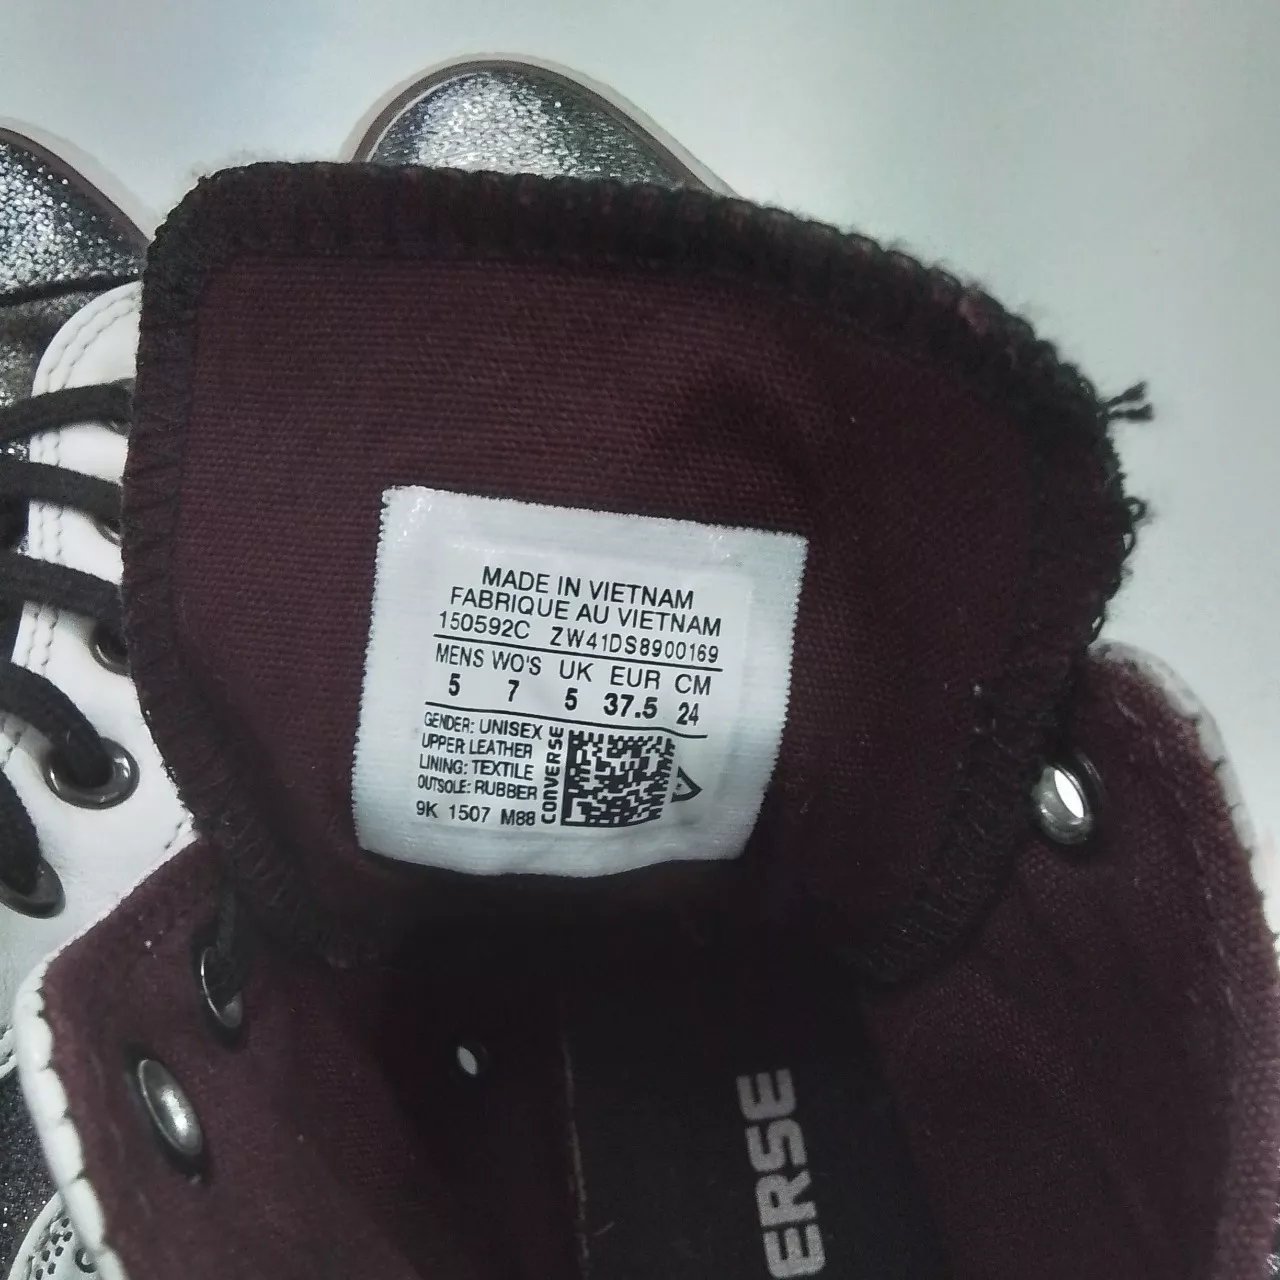 MADE IN VIETNAM
FABRIQUE AU VIETNAM
150592C ZW41DS8900169
MENS WO'S UK EUR CM
5 7 5 37.5 24
GENDER: UNISEX
UPPER LEATHER
LINING: TEXTILE
OUTSOLE: RUBBER
9K 1507 M88
CONVERSE
ERSE